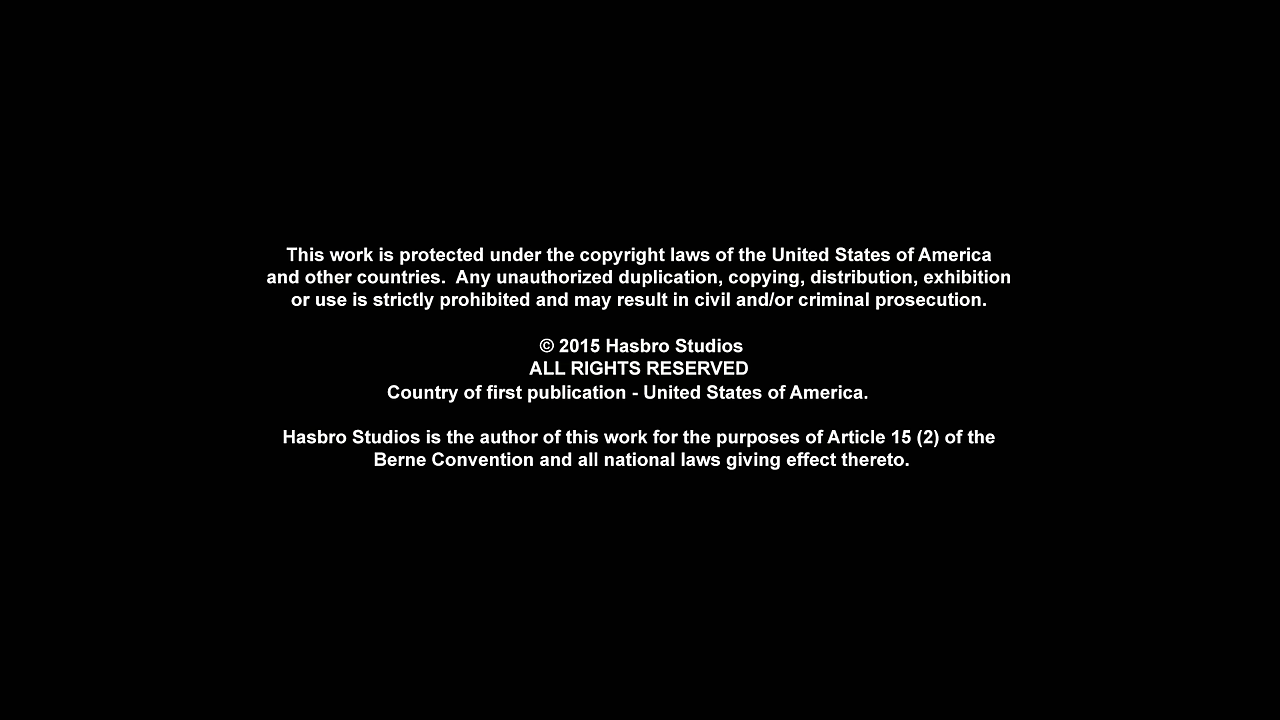 This work is protected under the copyright laws of the United States of America
and other countries.  Any unauthorized duplication, copying, distribution, exhibition
or use is strictly prohibited and may result in civil and/or criminal prosecution.
© 2015 Hasbro Studios
ALL RIGHTS RESERVED
Country of first publication - United States of America.
Hasbro Studios is the author of this work for the purposes of Article 15 (2) of the
Berne Convention and all national laws giving effect thereto.